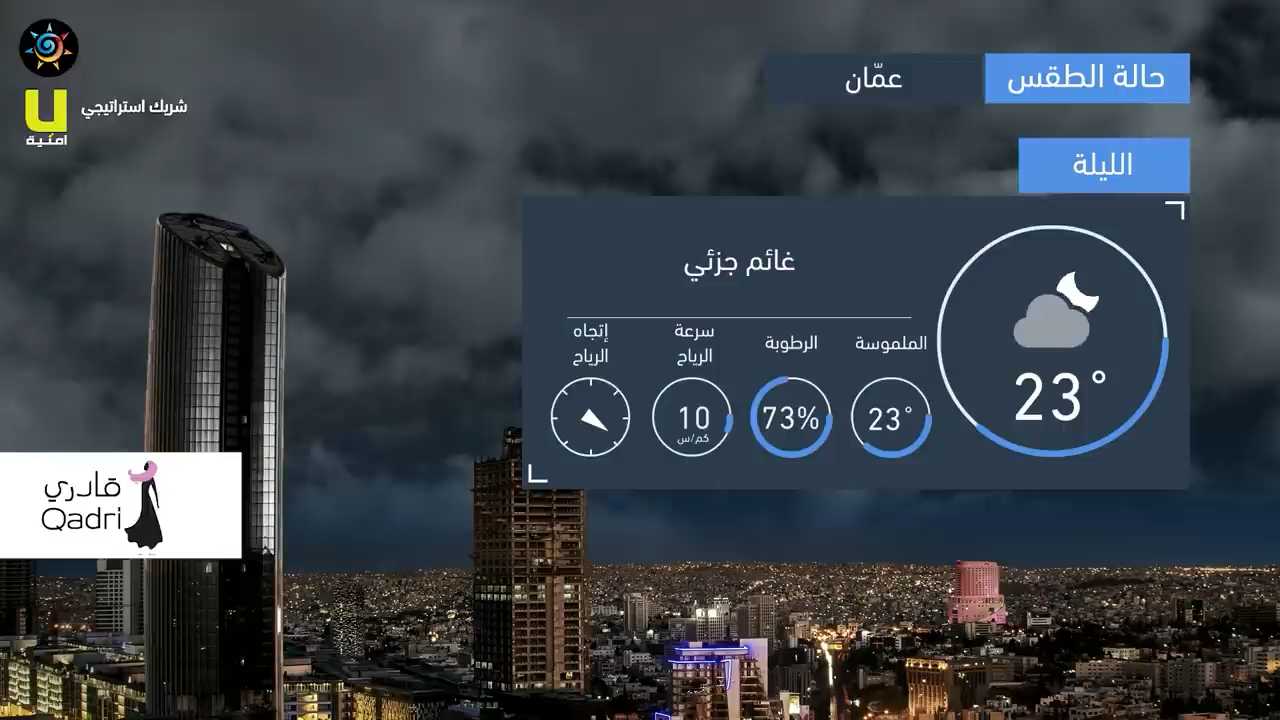 حالة الطقس
عمّان
شريك استراتيجي
U
امنية
الليلة
غائم جزئي
23°
الملموسة
23°
الرطوبة
73%
سرعة
الرياح
10
كم/س
إتجاه
الرياح
قادري
Qadri